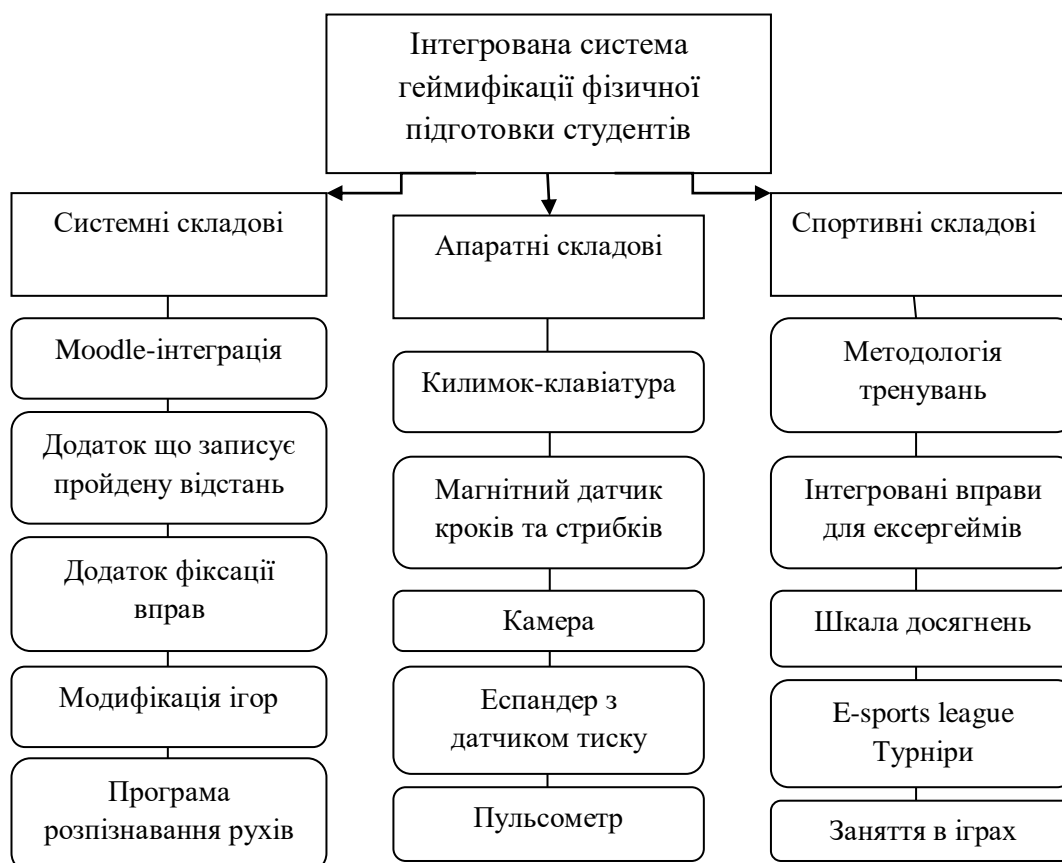 Інтегрована система
геймифікації фізичної
підготовки студентів
Системні складові
Moodle-інтеграція
Додаток що записує
пройдену відстань
Додаток фіксації
вправ
Модифікація ігор
Програма
розпізнавання рухів
Апаратні складові
Килимок-клавіатура
Магнітний датчик
кроків та стрибків
Камера
Еспандер з
датчиком тиску
Пульсометр
Спортивні складові
Методологія
тренувань
Інтегровані вправи
для ексергеймів
Шкала досягнень
E-sports league
Турніри
Заняття в іграх